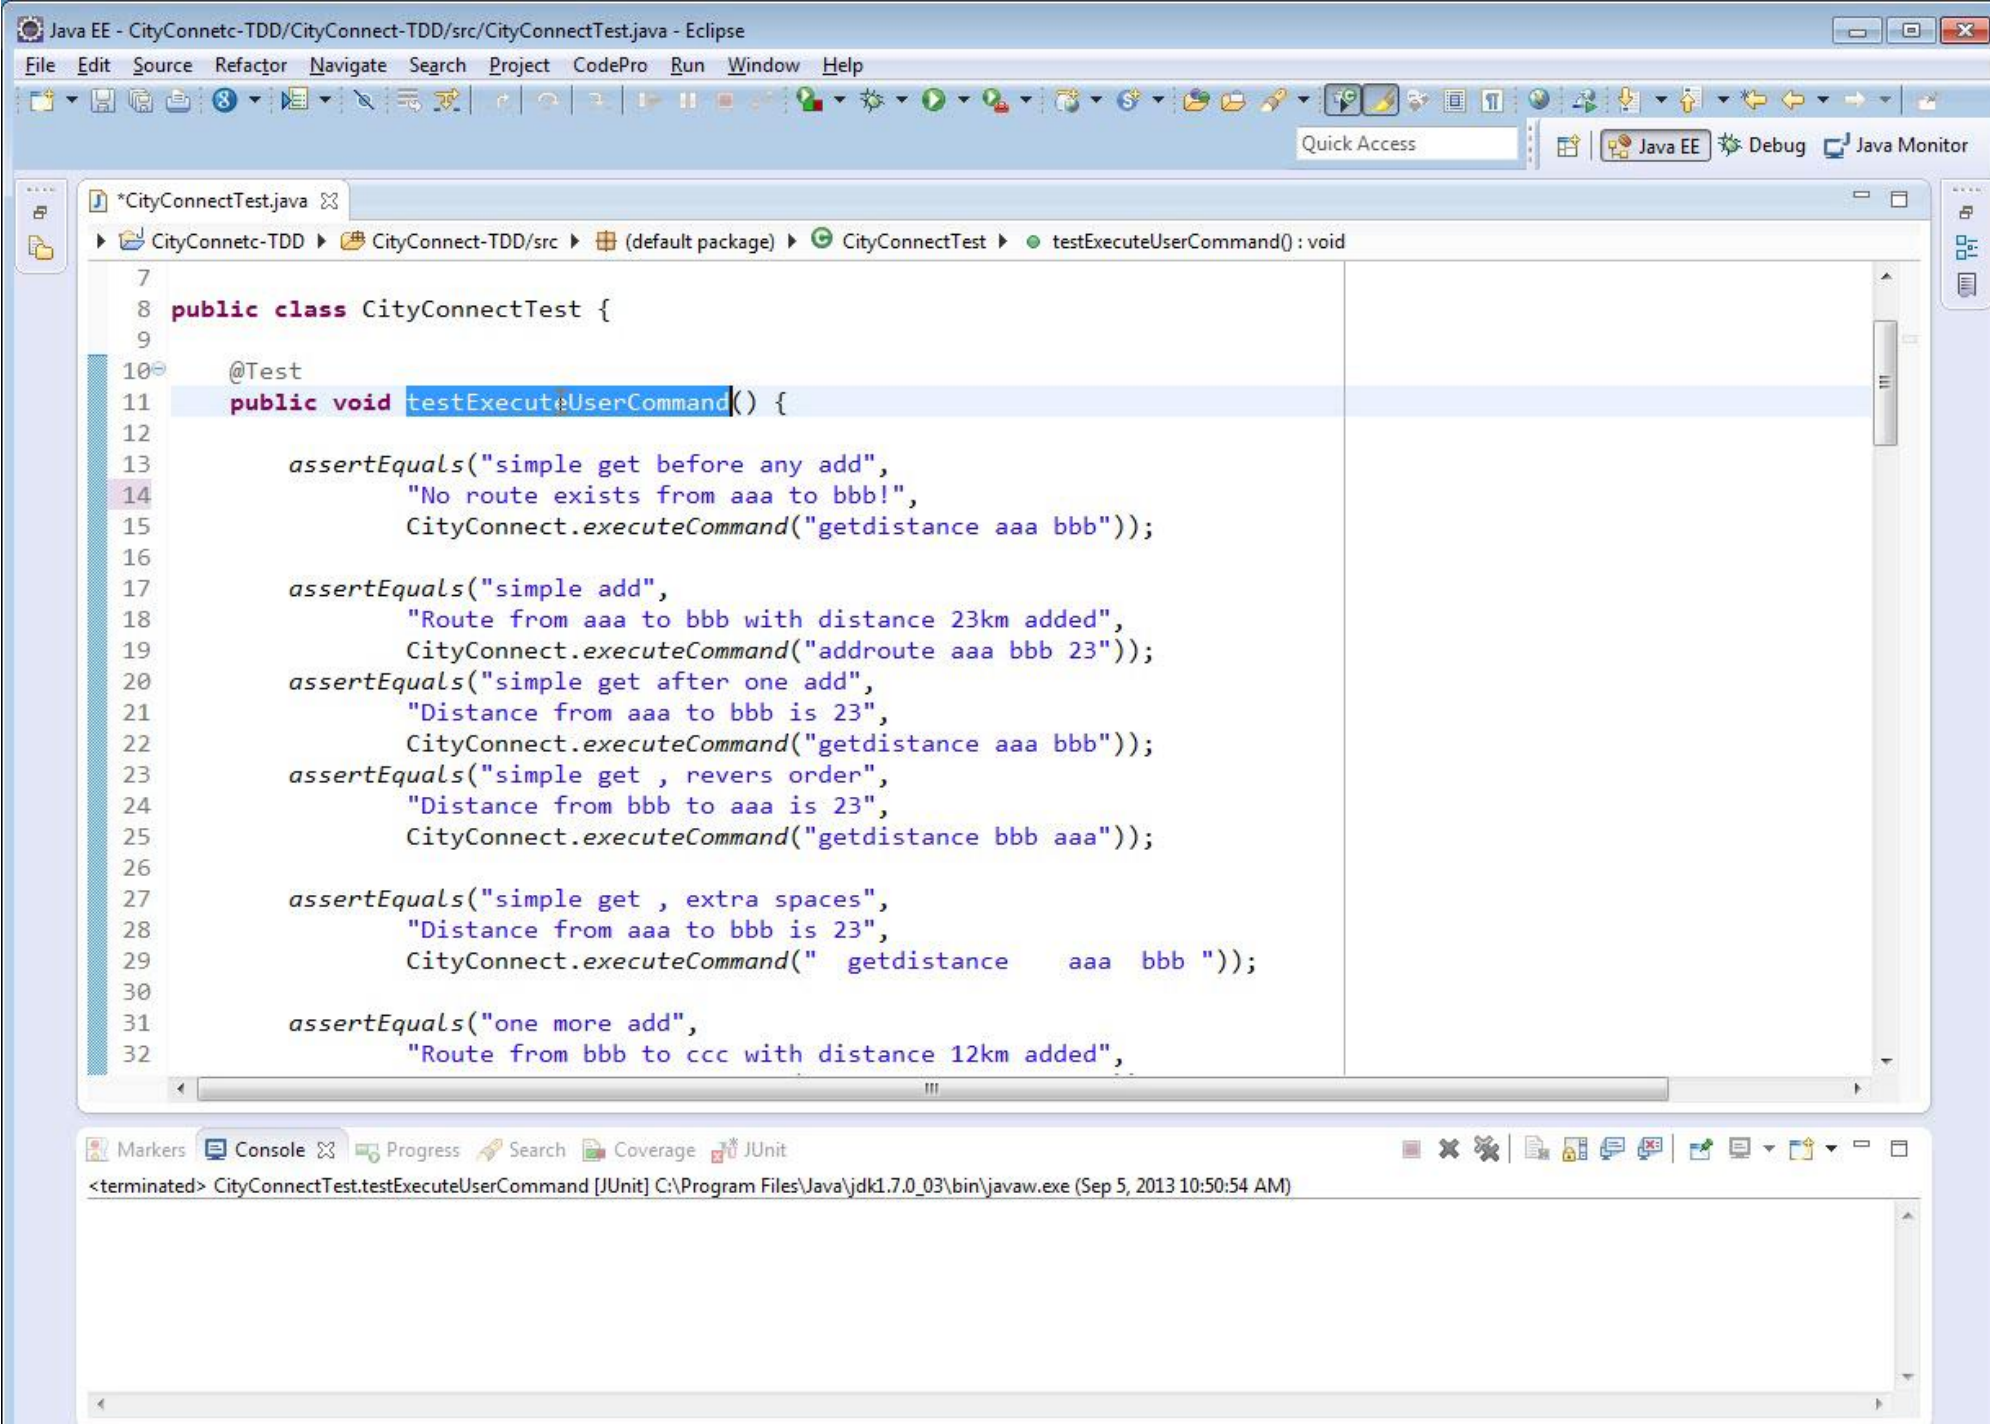 Java EE - CityConnetc-TDD/CityConnect-TDD/src/CityConnectTest.java - Eclipse
File Edit Source Refactor Navigate Search Project CodePro Run Window Help
Quick Access Java EE Debug Java Monitor
*CityConnectTest.java
CityConnetc-TDD CityConnect-TDD/src (default package) CityConnectTest testExecuteUserCommand() : void
7
8 public class CityConnectTest {
9
10 @Test
11 public void testExecuteUserCommand() {
12
13 assertEquals("simple get before any add",
14 "No route exists from aaa to bbb!",
15 CityConnect.executeCommand("getdistance aaa bbb"));
16
17 assertEquals("simple add",
18 "Route from aaa to bbb with distance 23km added",
19 CityConnect.executeCommand("addroute aaa bbb 23"));
20 assertEquals("simple get after one add",
21 "Distance from aaa to bbb is 23",
22 CityConnect.executeCommand("getdistance aaa bbb"));
23 assertEquals("simple get , revers order",
24 "Distance from bbb to aaa is 23",
25 CityConnect.executeCommand("getdistance bbb aaa"));
26
27 assertEquals("simple get , extra spaces",
28 "Distance from aaa to bbb is 23",
29 CityConnect.executeCommand("  getdistance    aaa  bbb "));
30
31 assertEquals("one more add",
32 "Route from bbb to ccc with distance 12km added",
Markers Console Progress Search Coverage JUnit
<terminated> CityConnectTest.testExecuteUserCommand [JUnit] C:\Program Files\Java\jdk1.7.0_03\bin\javaw.exe (Sep 5, 2013 10:50:54 AM)